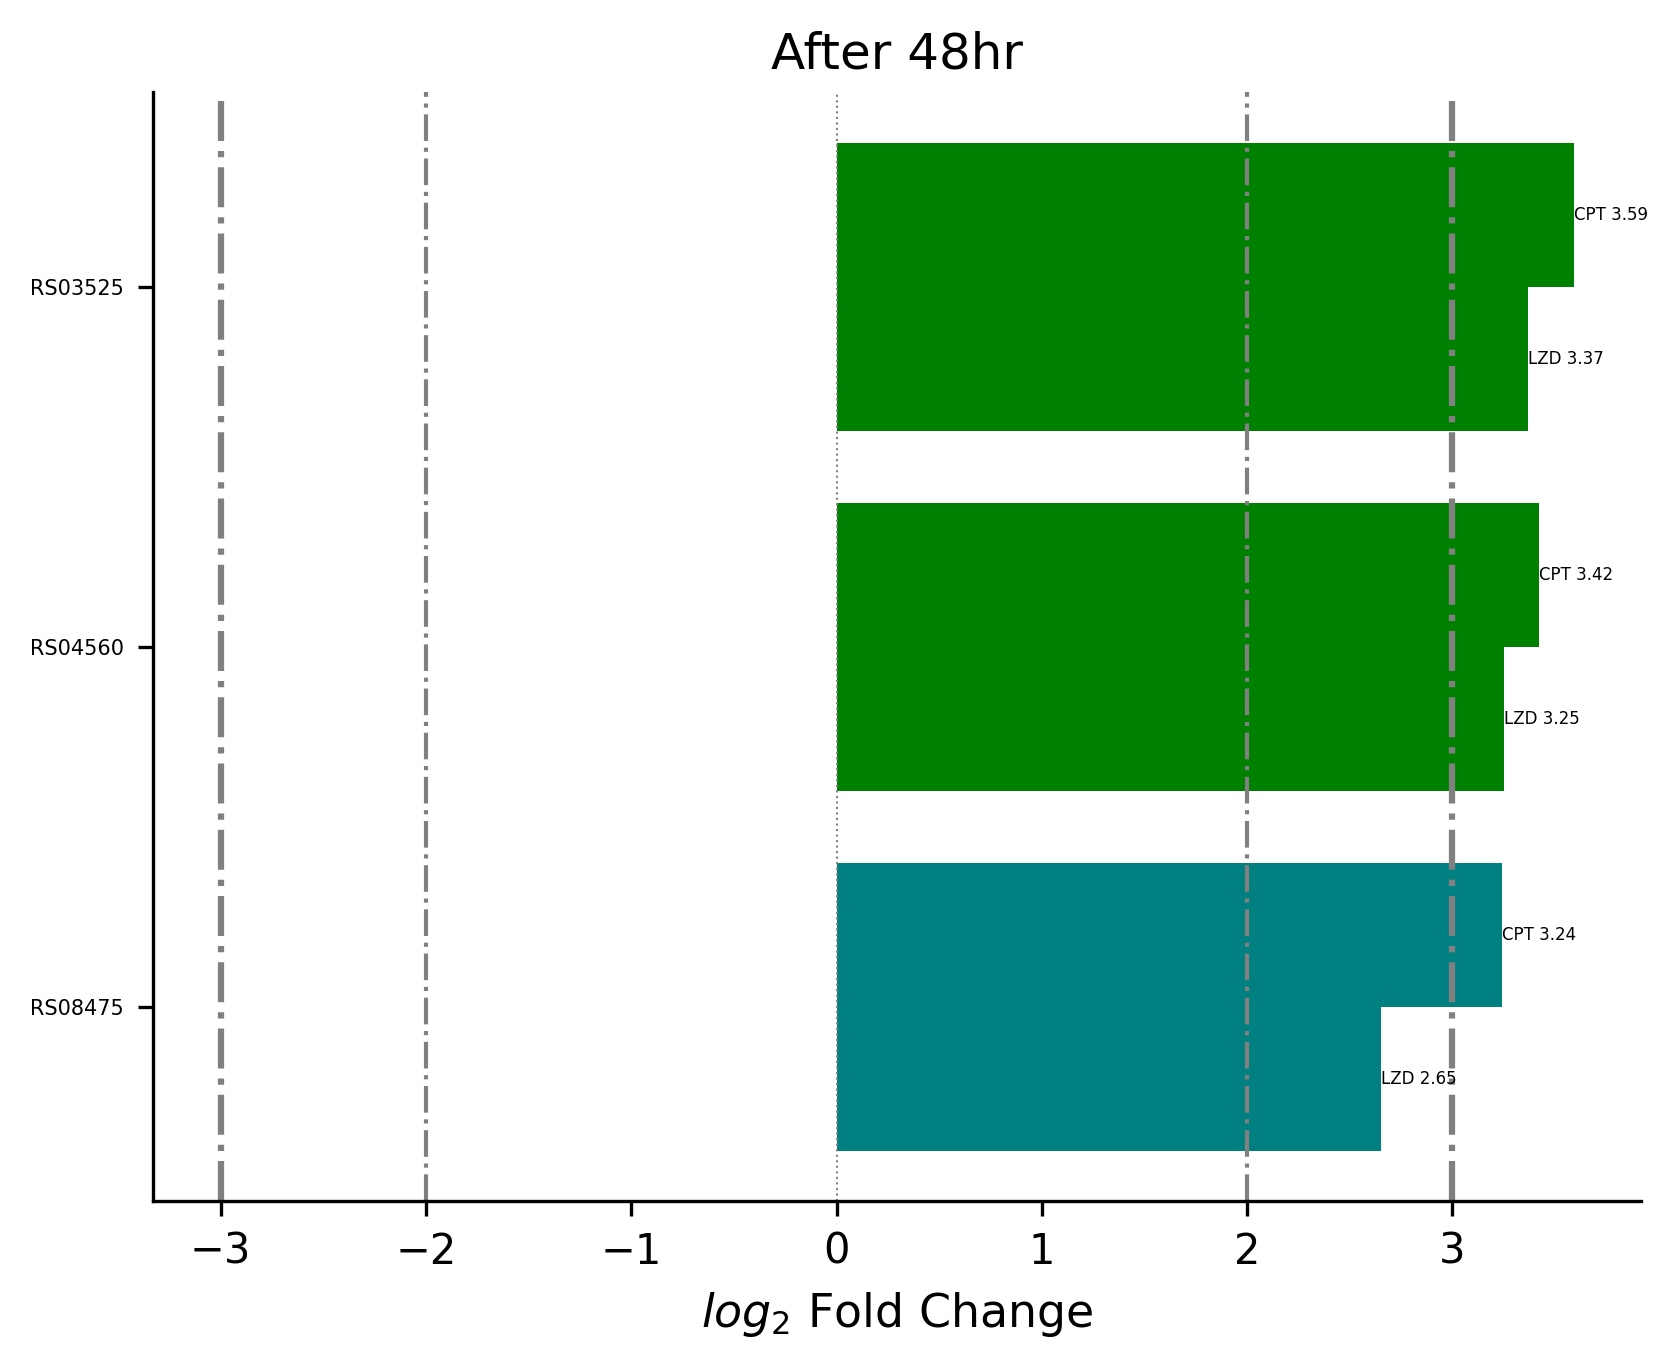 After 48hr
CPT 3.59
RS03525
LZD 3.37
CPT 3.42
RS04560
LZD 3.25
CPT 3.24
RS08475
LZD 2.65
−3 −2 −1 0 1 2 3
log₂ Fold Change